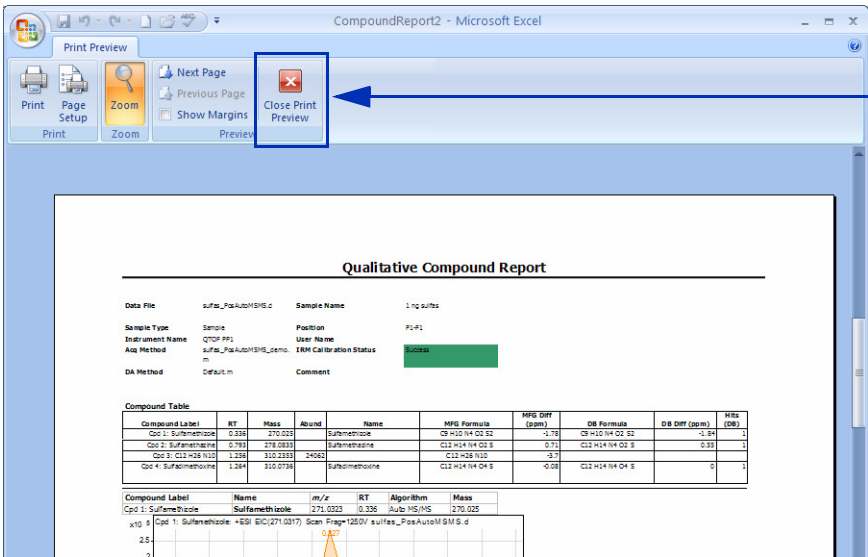 CompoundReport2 - Microsoft Excel
Print Preview
Print
Page Setup
Zoom
Next Page
Previous Page
Show Margins
Close Print Preview
Print
Zoom
Preview
Qualitative Compound Report
Data File sulfas_PosAutoMSMS.d Sample Name 1 ng sulfas
Sample Type Sample Position P1-F1
Instrument Name QTOF PP1 User Name
Acq Method sulfas_PosAutoMSMS_demo.m IRM Calibration Status Success
DA Method Default.m Comment
Compound Table
Compound Label RT Mass Abund Name MFG Formula MFG Diff (ppm) DB Formula DB Diff (ppm) Hits (DB)
Cpd 1: Sulfamethizole 0.336 270.025 Sulfamethizole C9 H10 N4 O2 S2 -1.78 C9 H10 N4 O2 S2 -1.84 1
Cpd 2: Sulfamethazine 0.793 278.0835 Sulfamethazine C12 H14 N4 O2 S 0.71 C12 H14 N4 O2 S 0.55 1
Cpd 3: C12 H26 N10 1.256 310.2353 24062 C12 H26 N10 -3.7
Cpd 4: Sulfadimethoxine 1.264 310.0736 Sulfadimethoxine C12 H14 N4 O4 S -0.08 C12 H14 N4 O4 S 0 1
Compound Label Name m/z RT Algorithm Mass
Cpd 1: Sulfamethizole Sulfamethizole 271.0323 0.336 Auto MS/MS 270.025
x10 6 Cpd 1: Sulfamethizole: +ESI EIC(271.0317) Scan Frag=125.0V sulfas_PosAutoMSMS.d
0.327
2.5
2